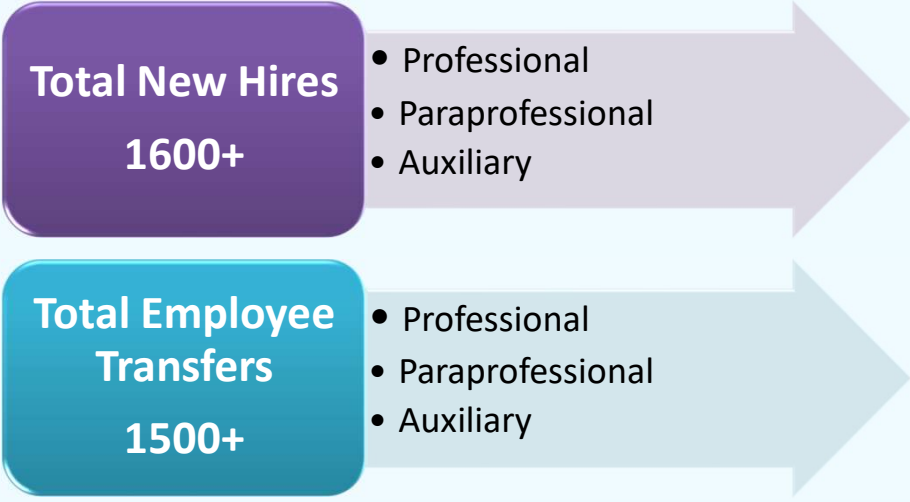 Total New Hires
1600+
• Professional
• Paraprofessional
• Auxiliary
Total Employee
Transfers
1500+
• Professional
• Paraprofessional
• Auxiliary